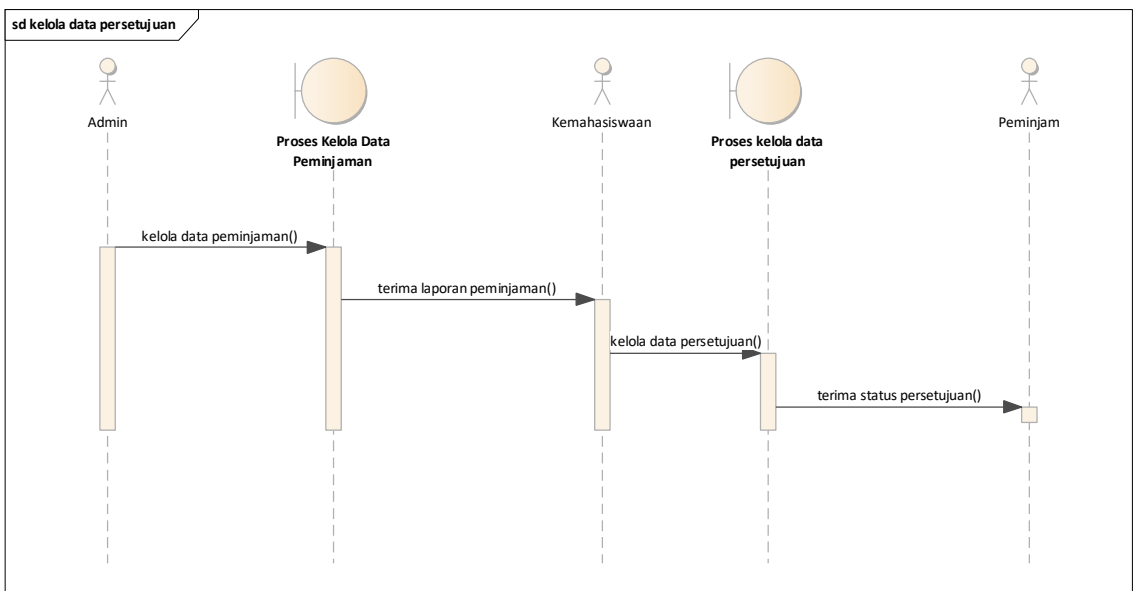 sd kelola data persetujuan
Admin
Proses Kelola Data
Peminjaman
Kemahasiswaan
Proses kelola data
persetujuan
Peminjam
kelola data peminjaman()
terima laporan peminjaman()
kelola data persetujuan()
terima status persetujuan()